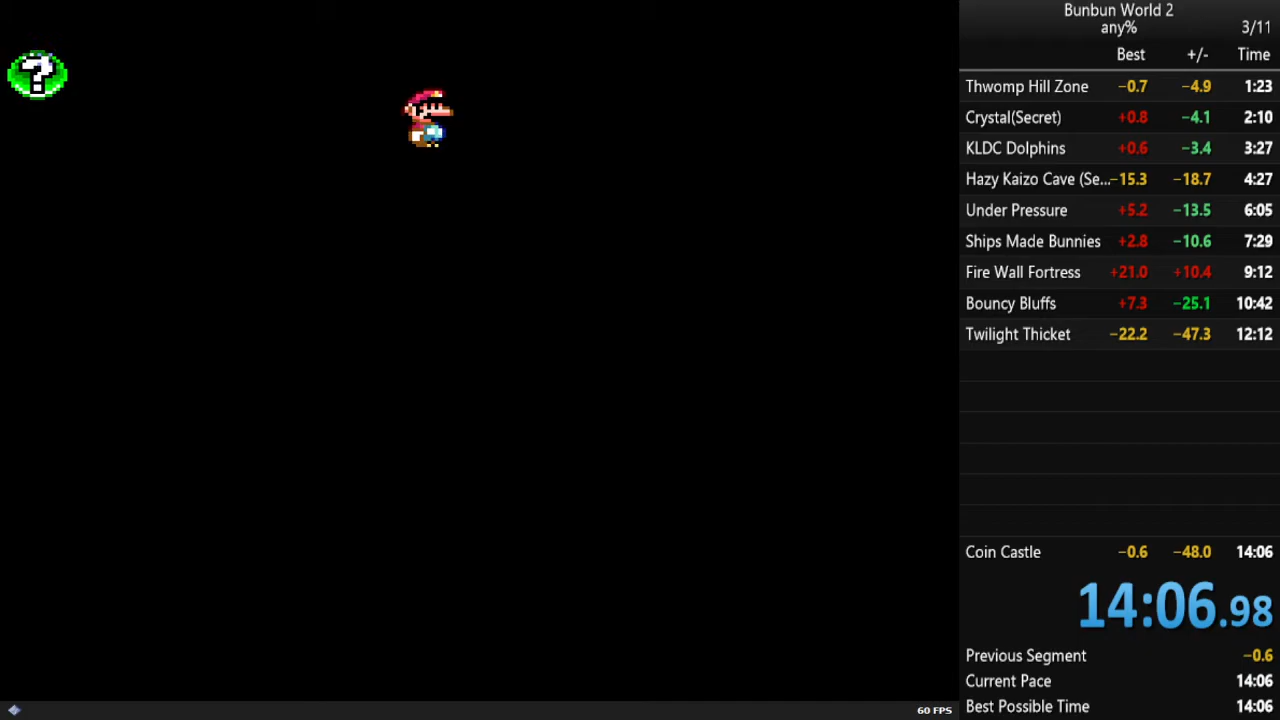 ?
Bunbun World 2
any% 3/11
Best +/- Time
Thwomp Hill Zone −0.7 −4.9 1:23
Crystal(Secret) +0.8 −4.1 2:10
KLDC Dolphins +0.6 −3.4 3:27
Hazy Kaizo Cave (Se... −15.3 −18.7 4:27
Under Pressure +5.2 −13.5 6:05
Ships Made Bunnies +2.8 −10.6 7:29
Fire Wall Fortress +21.0 +10.4 9:12
Bouncy Bluffs +7.3 −25.1 10:42
Twilight Thicket −22.2 −47.3 12:12
Coin Castle −0.6 −48.0 14:06
14:06.98
Previous Segment −0.6
Current Pace 14:06
Best Possible Time 14:06
60 FPS